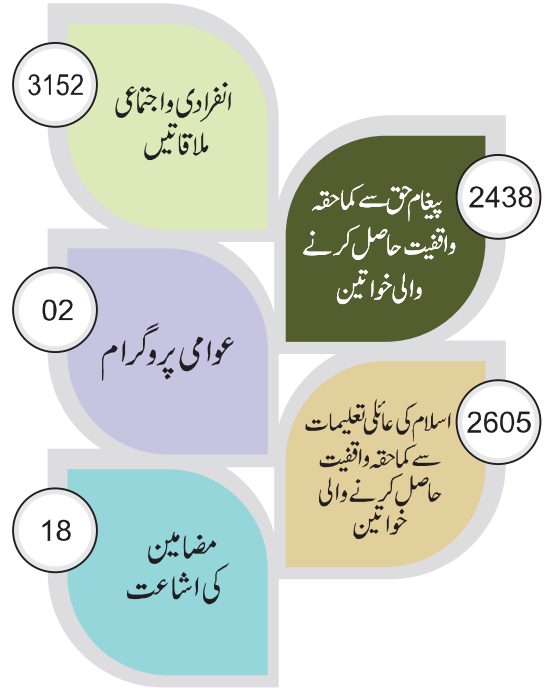 3152
انفرادی و اجتماعی
ملاقاتیں
2438
پیغام حق سے کماحقہ
واقفیت حاصل کرنے
والی خواتین
02
عوامی پروگرام
2605
اسلام کی عائلی تعلیمات
سے کماحقہ واقفیت
حاصل کرنے والی
خواتین
18
مضامین
کی اشاعت